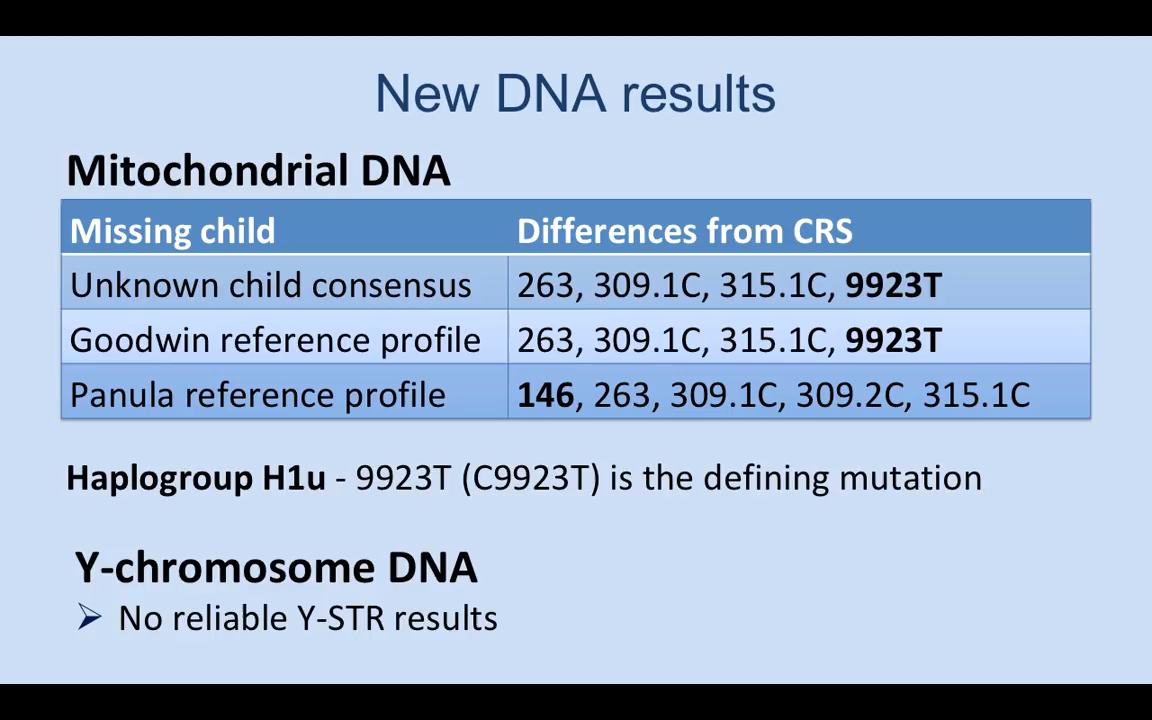 New DNA results
Mitochondrial DNA
Missing child Differences from CRS
Unknown child consensus 263, 309.1C, 315.1C, 9923T
Goodwin reference profile 263, 309.1C, 315.1C, 9923T
Panula reference profile 146, 263, 309.1C, 309.2C, 315.1C
Haplogroup H1u - 9923T (C9923T) is the defining mutation
Y-chromosome DNA
➢ No reliable Y-STR results